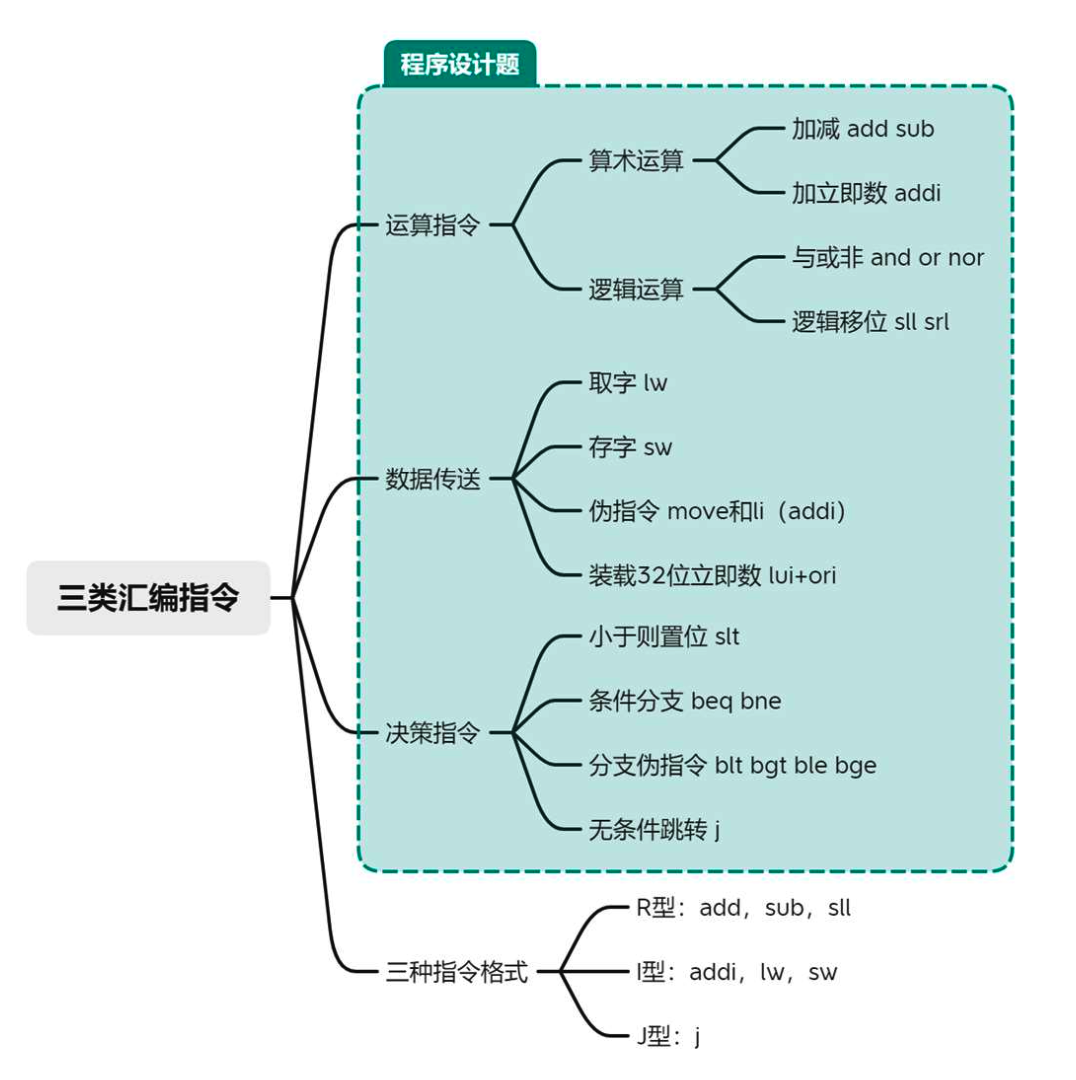 程序设计题
三类汇编指令
运算指令
算术运算
加减 add sub
加立即数 addi
逻辑运算
与或非 and or nor
逻辑移位 sll srl
数据传送
取字 lw
存字 sw
伪指令 move和li（addi）
装载32位立即数 lui+ori
决策指令
小于则置位 slt
条件分支 beq bne
分支伪指令 blt bgt ble bge
无条件跳转 j
三种指令格式
R型：add，sub，sll
I型：addi，lw，sw
J型：j